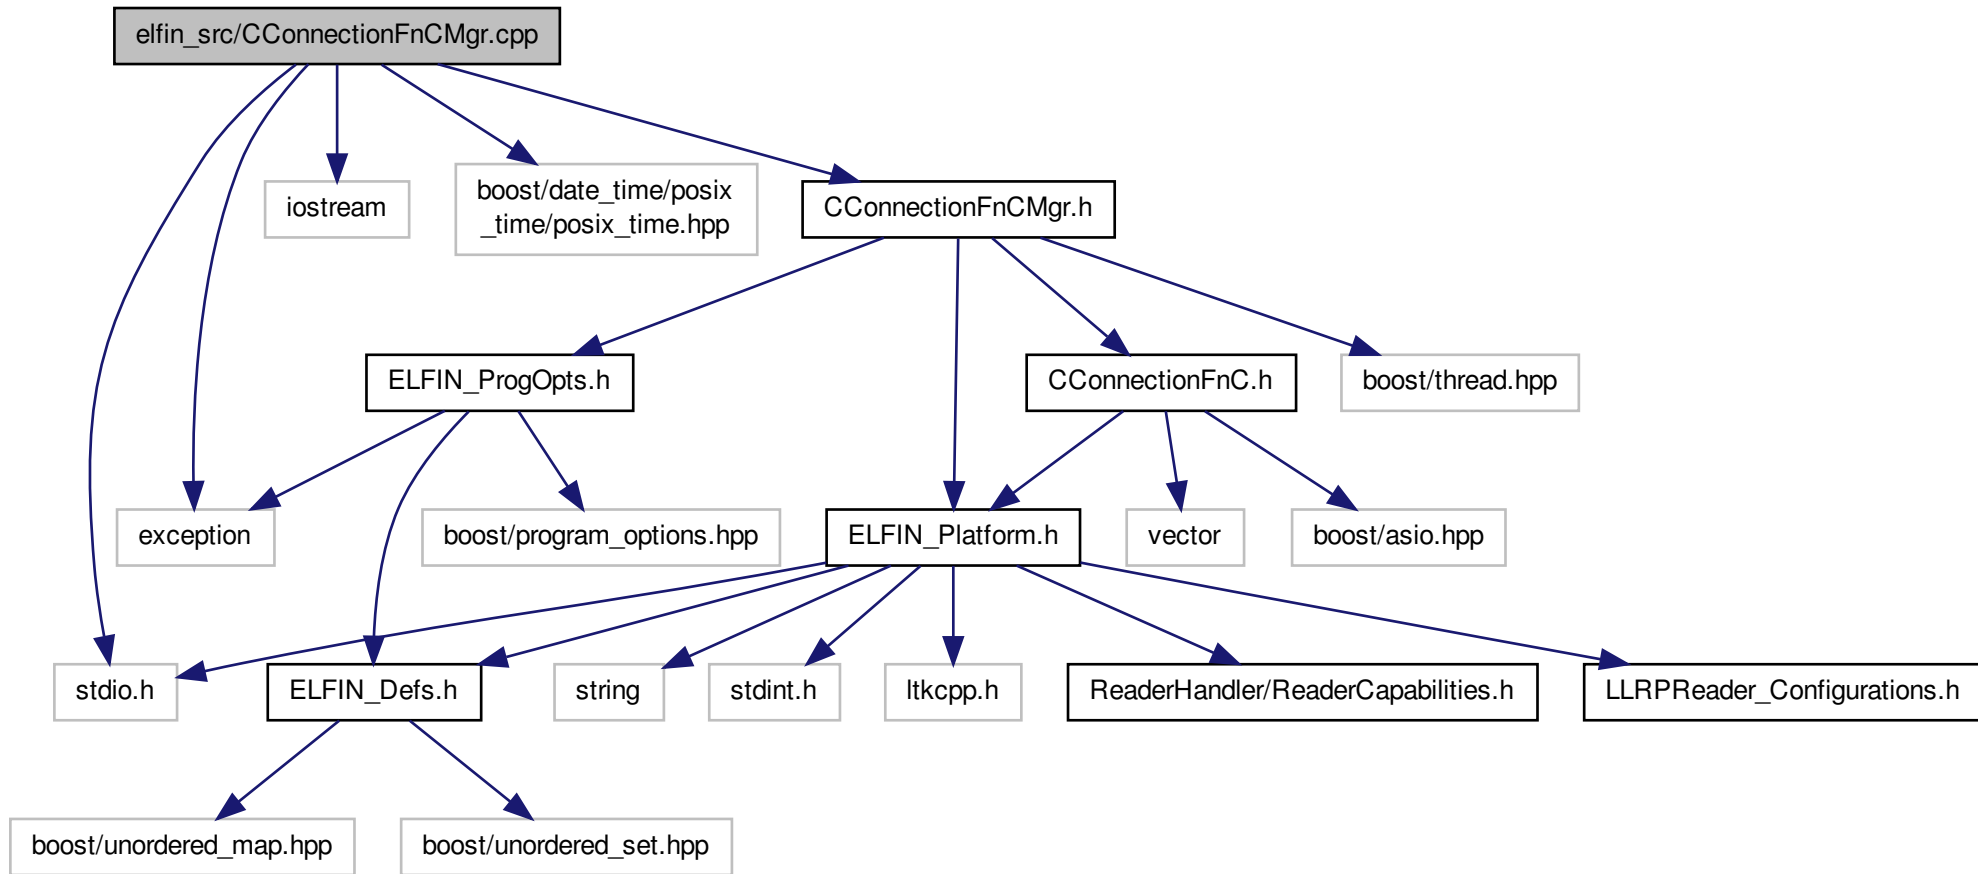 elfin_src/CConnectionFnCMgr.cpp
iostream
boost/date_time/posix
_time/posix_time.hpp
CConnectionFnCMgr.h
ELFIN_ProgOpts.h
CConnectionFnC.h
boost/thread.hpp
exception
boost/program_options.hpp
ELFIN_Platform.h
vector
boost/asio.hpp
stdio.h
ELFIN_Defs.h
string
stdint.h
ltkcpp.h
ReaderHandler/ReaderCapabilities.h
LLRPReader_Configurations.h
boost/unordered_map.hpp
boost/unordered_set.hpp